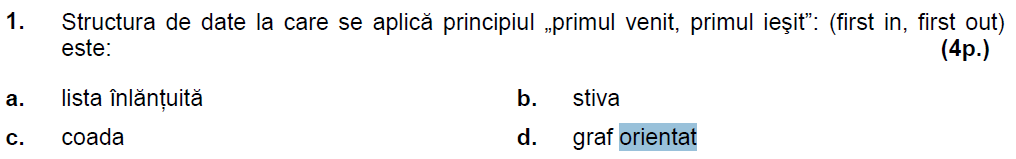 1. Structura de date la care se aplică principiul „primul venit, primul ieşit”: (first in, first out)
este: (4p.)
a. lista înlănţuită b. stiva
c. coada d. graf orientat